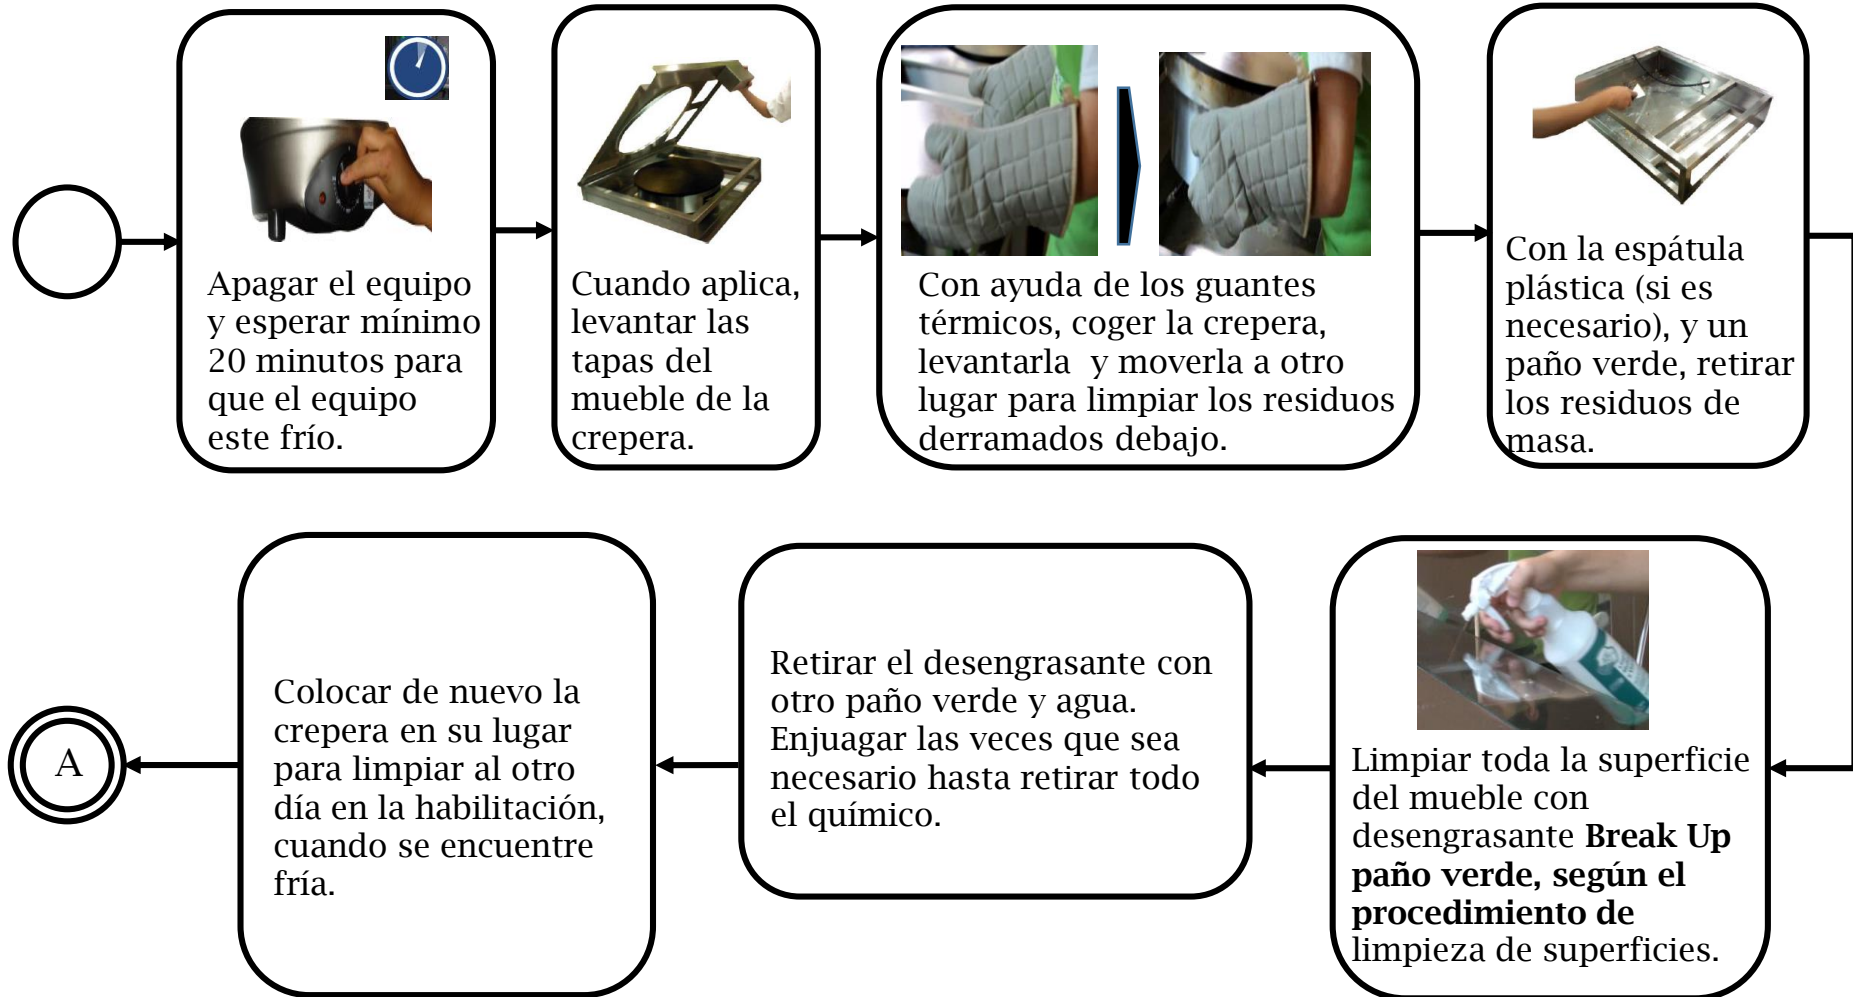 Apagar el equipo
y esperar mínimo
20 minutos para
que el equipo
este frío.
Cuando aplica,
levantar las
tapas del
mueble de la
crepera.
Con ayuda de los guantes
térmicos, coger la crepera,
levantarla y moverla a otro
lugar para limpiar los residuos
derramados debajo.
Con la espátula
plástica (si es
necesario), y un
paño verde, retirar
los residuos de
masa.
Limpiar toda la superficie
del mueble con
desengrasante Break Up
paño verde, según el
procedimiento de
limpieza de superficies.
Retirar el desengrasante con
otro paño verde y agua.
Enjuagar las veces que sea
necesario hasta retirar todo
el químico.
Colocar de nuevo la
crepera en su lugar
para limpiar al otro
día en la habilitación,
cuando se encuentre
fría.
A